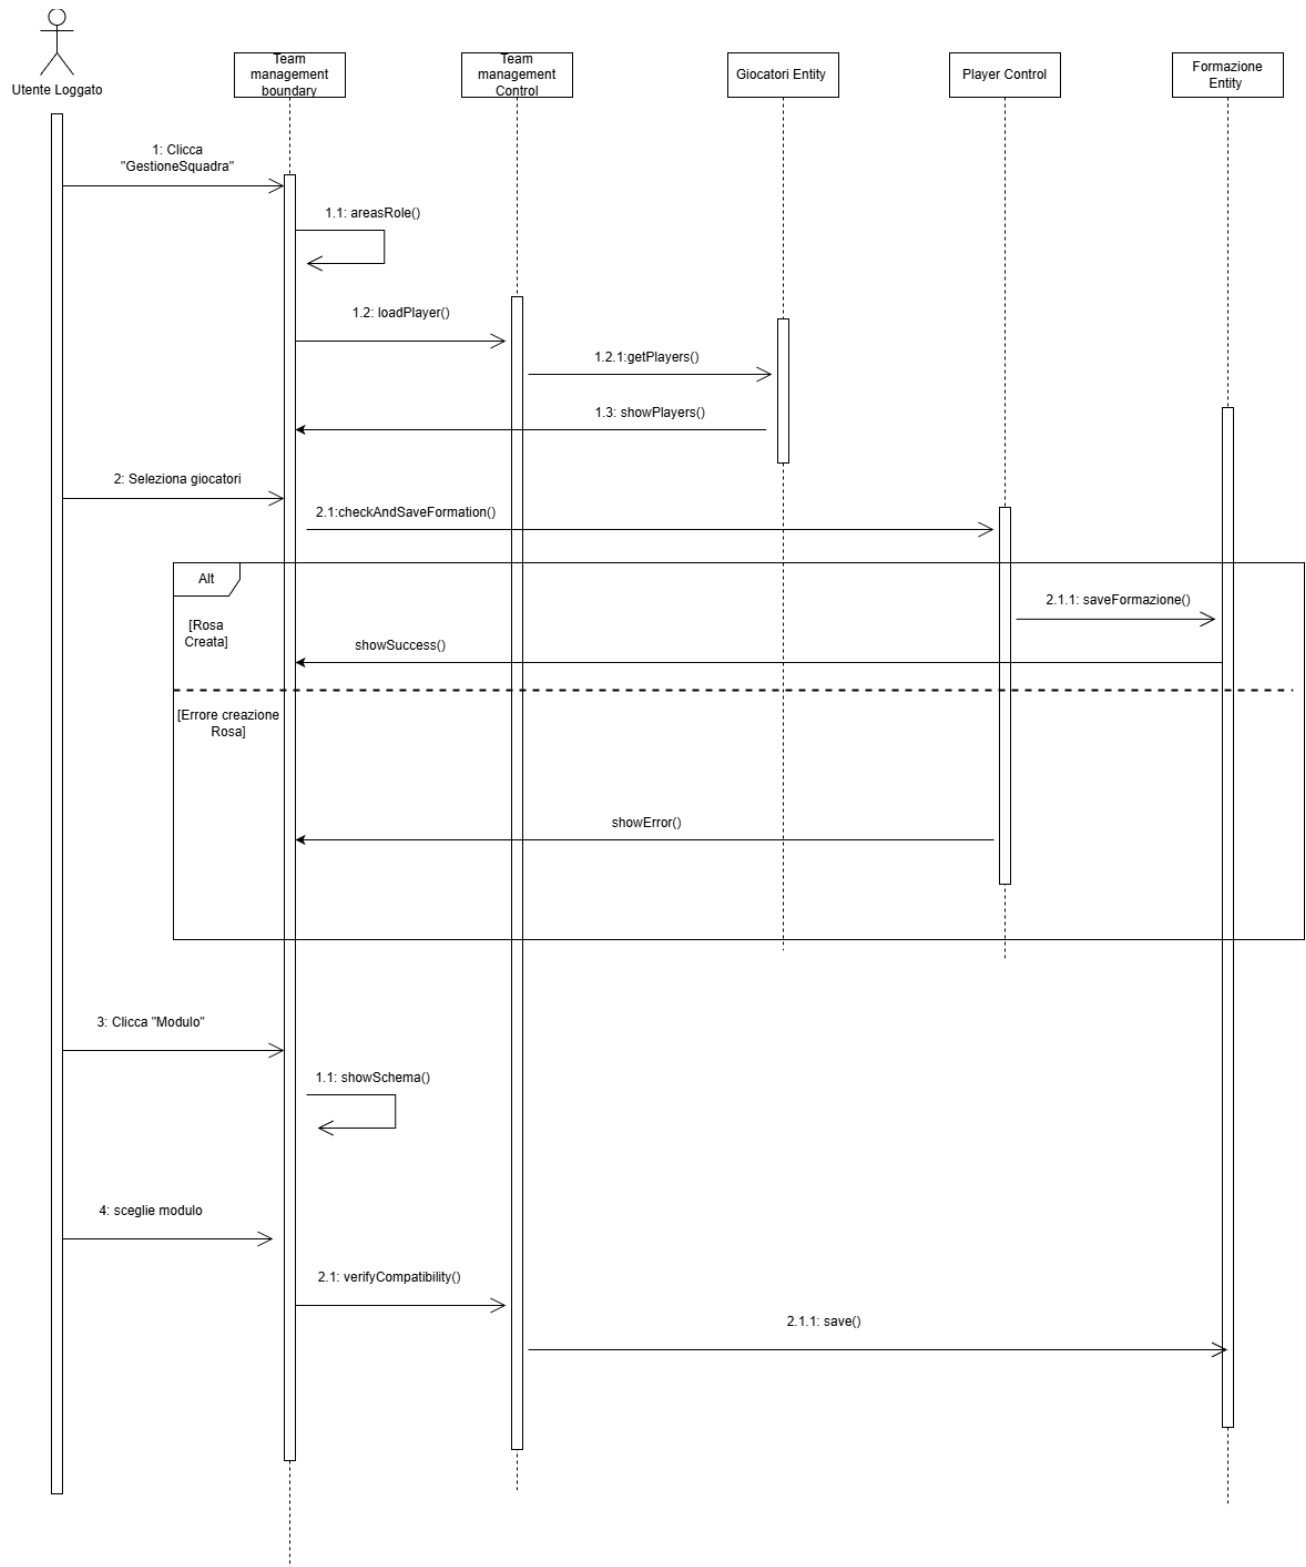 Utente Loggato
Team
management
boundary
Team
management
Control
Giocatori Entity
Player Control
Formazione
Entity
1: Clicca
"GestioneSquadra"
1.1: areasRole()
1.2: loadPlayer()
1.2.1:getPlayers()
1.3: showPlayers()
2: Seleziona giocatori
2.1:checkAndSaveFormation()
Alt
2.1.1: saveFormazione()
[Rosa
Creata]
showSuccess()
[Errore creazione
Rosa]
showError()
3: Clicca "Modulo"
1.1: showSchema()
4: sceglie modulo
2.1: verifyCompatibility()
2.1.1: save()